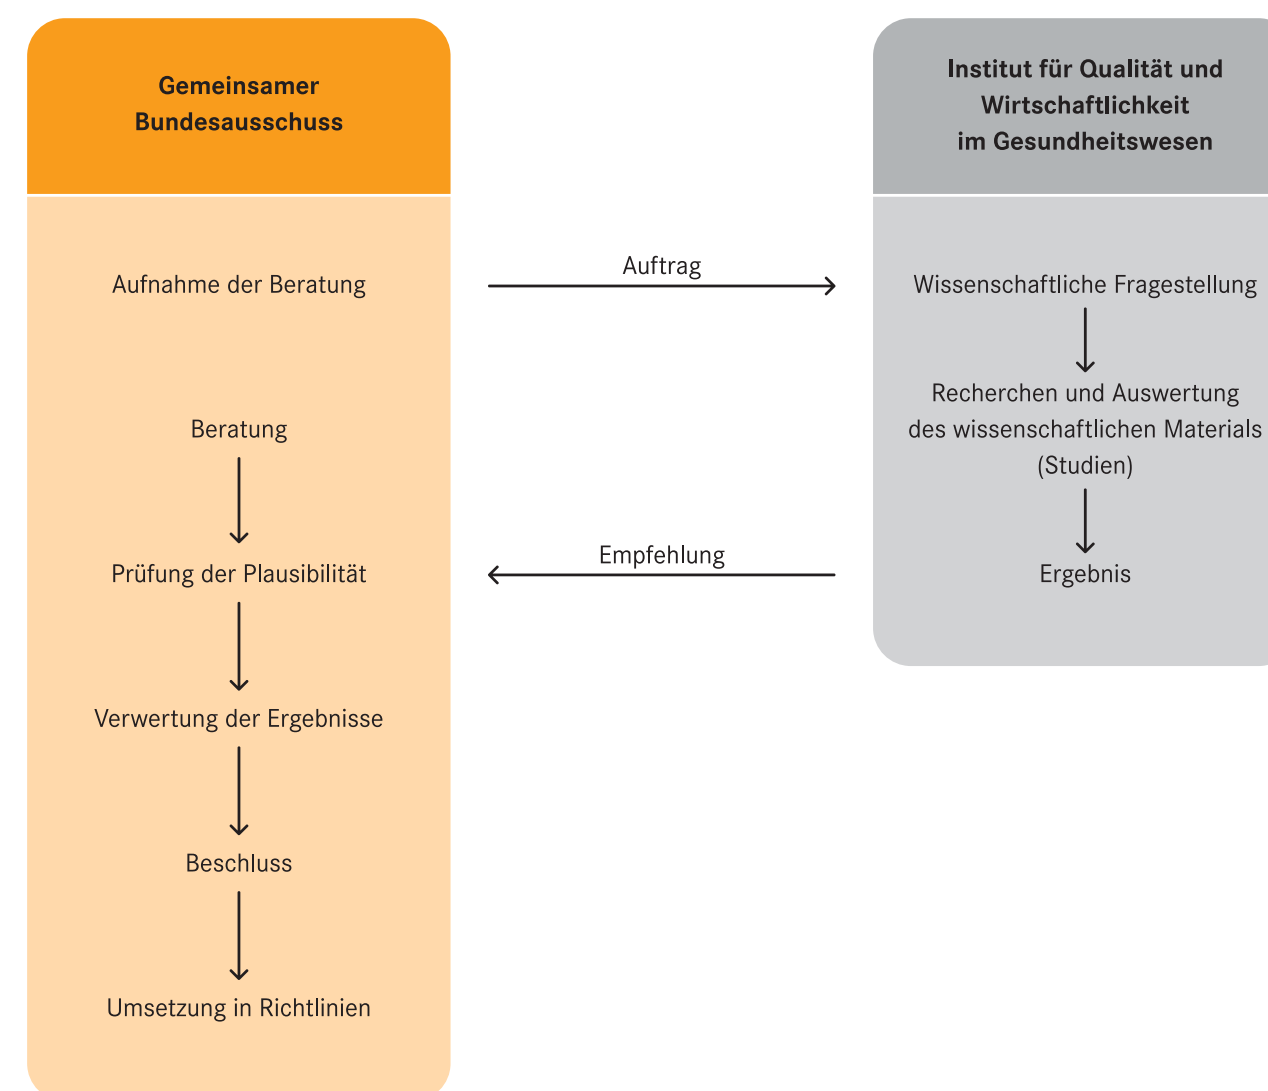 Gemeinsamer
Bundesausschuss
Aufnahme der Beratung
Beratung
Prüfung der Plausibilität
Verwertung der Ergebnisse
Beschluss
Umsetzung in Richtlinien
Auftrag
Empfehlung
Institut für Qualität und
Wirtschaftlichkeit
im Gesundheitswesen
Wissenschaftliche Fragestellung
Recherchen und Auswertung
des wissenschaftlichen Materials
(Studien)
Ergebnis